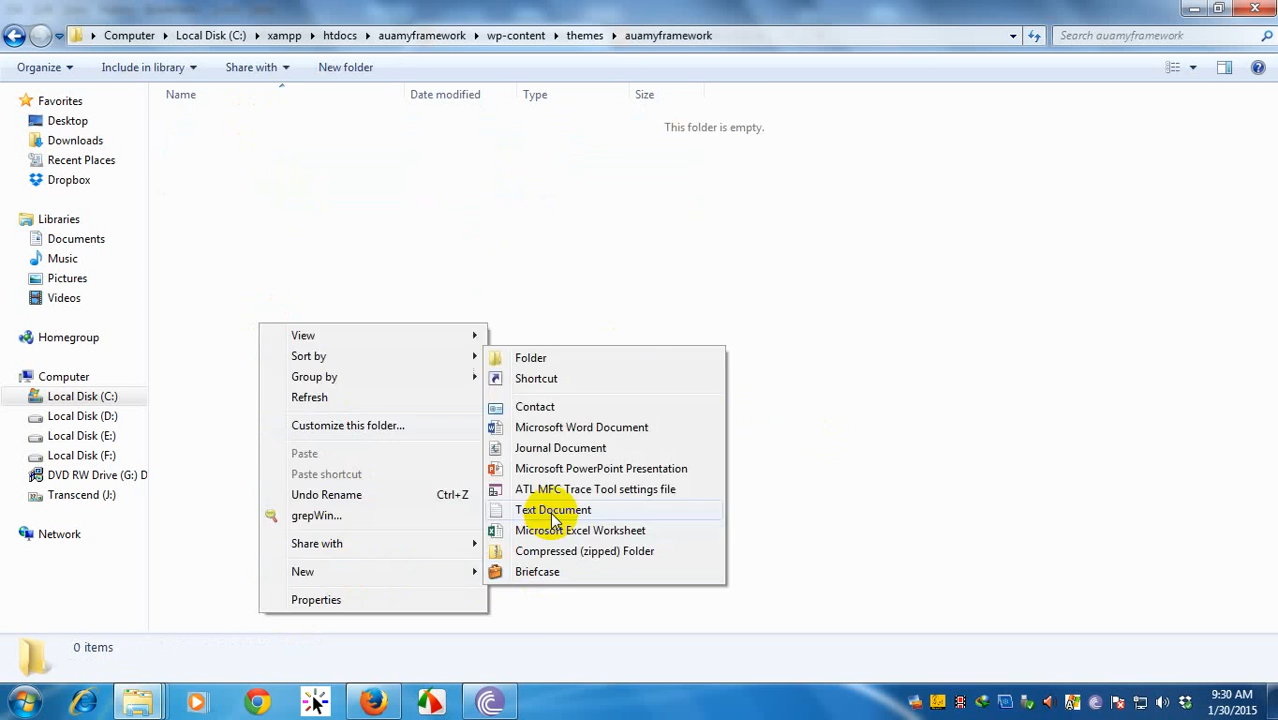 Computer Local Disk (C:) xampp htdocs auamyframework wp-content themes auamyframework Search auamyframework
Organize Include in library Share with New folder
Name Date modified Type Size
This folder is empty.
Favorites
Desktop
Downloads
Recent Places
Dropbox
Libraries
Documents
Music
Pictures
Videos
Homegroup
Computer
Local Disk (C:)
Local Disk (D:)
Local Disk (E:)
Local Disk (F:)
DVD RW Drive (G:) D
Transcend (J:)
Network
View
Sort by
Group by
Refresh
Customize this folder...
Paste
Paste shortcut
Undo Rename Ctrl+Z
grepWin...
Share with
New
Properties
Folder
Shortcut
Contact
Microsoft Word Document
Journal Document
Microsoft PowerPoint Presentation
ATL MFC Trace Tool settings file
Text Document
Microsoft Excel Worksheet
Compressed (zipped) Folder
Briefcase
0 items
9:30 AM
1/30/2015